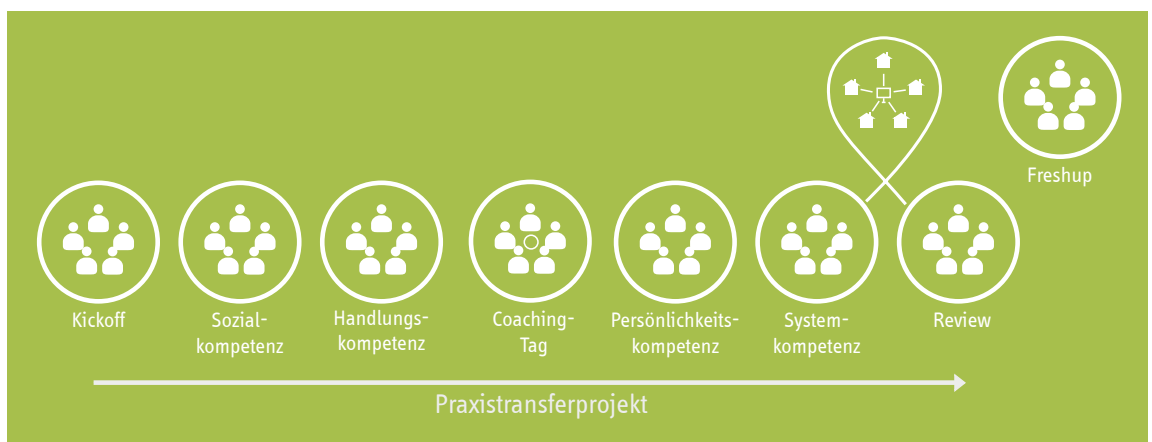 Freshup
Kickoff
Sozial-
kompetenz
Handlungs-
kompetenz
Coaching-
Tag
Persönlichkeits-
kompetenz
System-
kompetenz
Review
Praxistransferprojekt